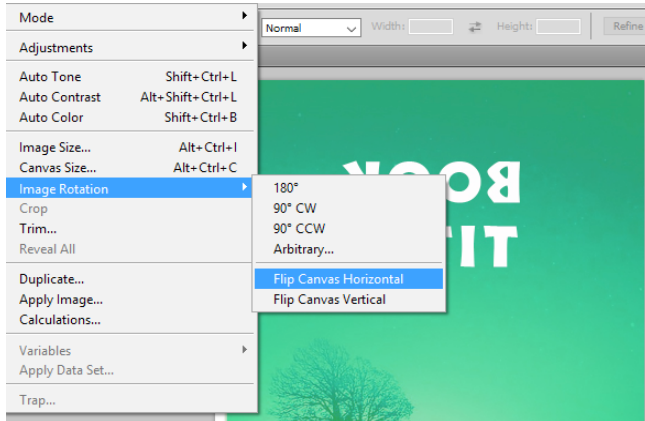 Mode
Normal
Width:
Height:
Refine
Adjustments
Auto Tone Shift+Ctrl+L
Auto Contrast Alt+Shift+Ctrl+L
Auto Color Shift+Ctrl+B
Image Size... Alt+Ctrl+I
Canvas Size... Alt+Ctrl+C
Image Rotation
Crop
Trim...
Reveal All
Duplicate...
Apply Image...
Calculations...
Variables
Apply Data Set...
Trap...
180°
90° CW
90° CCW
Arbitrary...
Flip Canvas Horizontal
Flip Canvas Vertical
BOOK